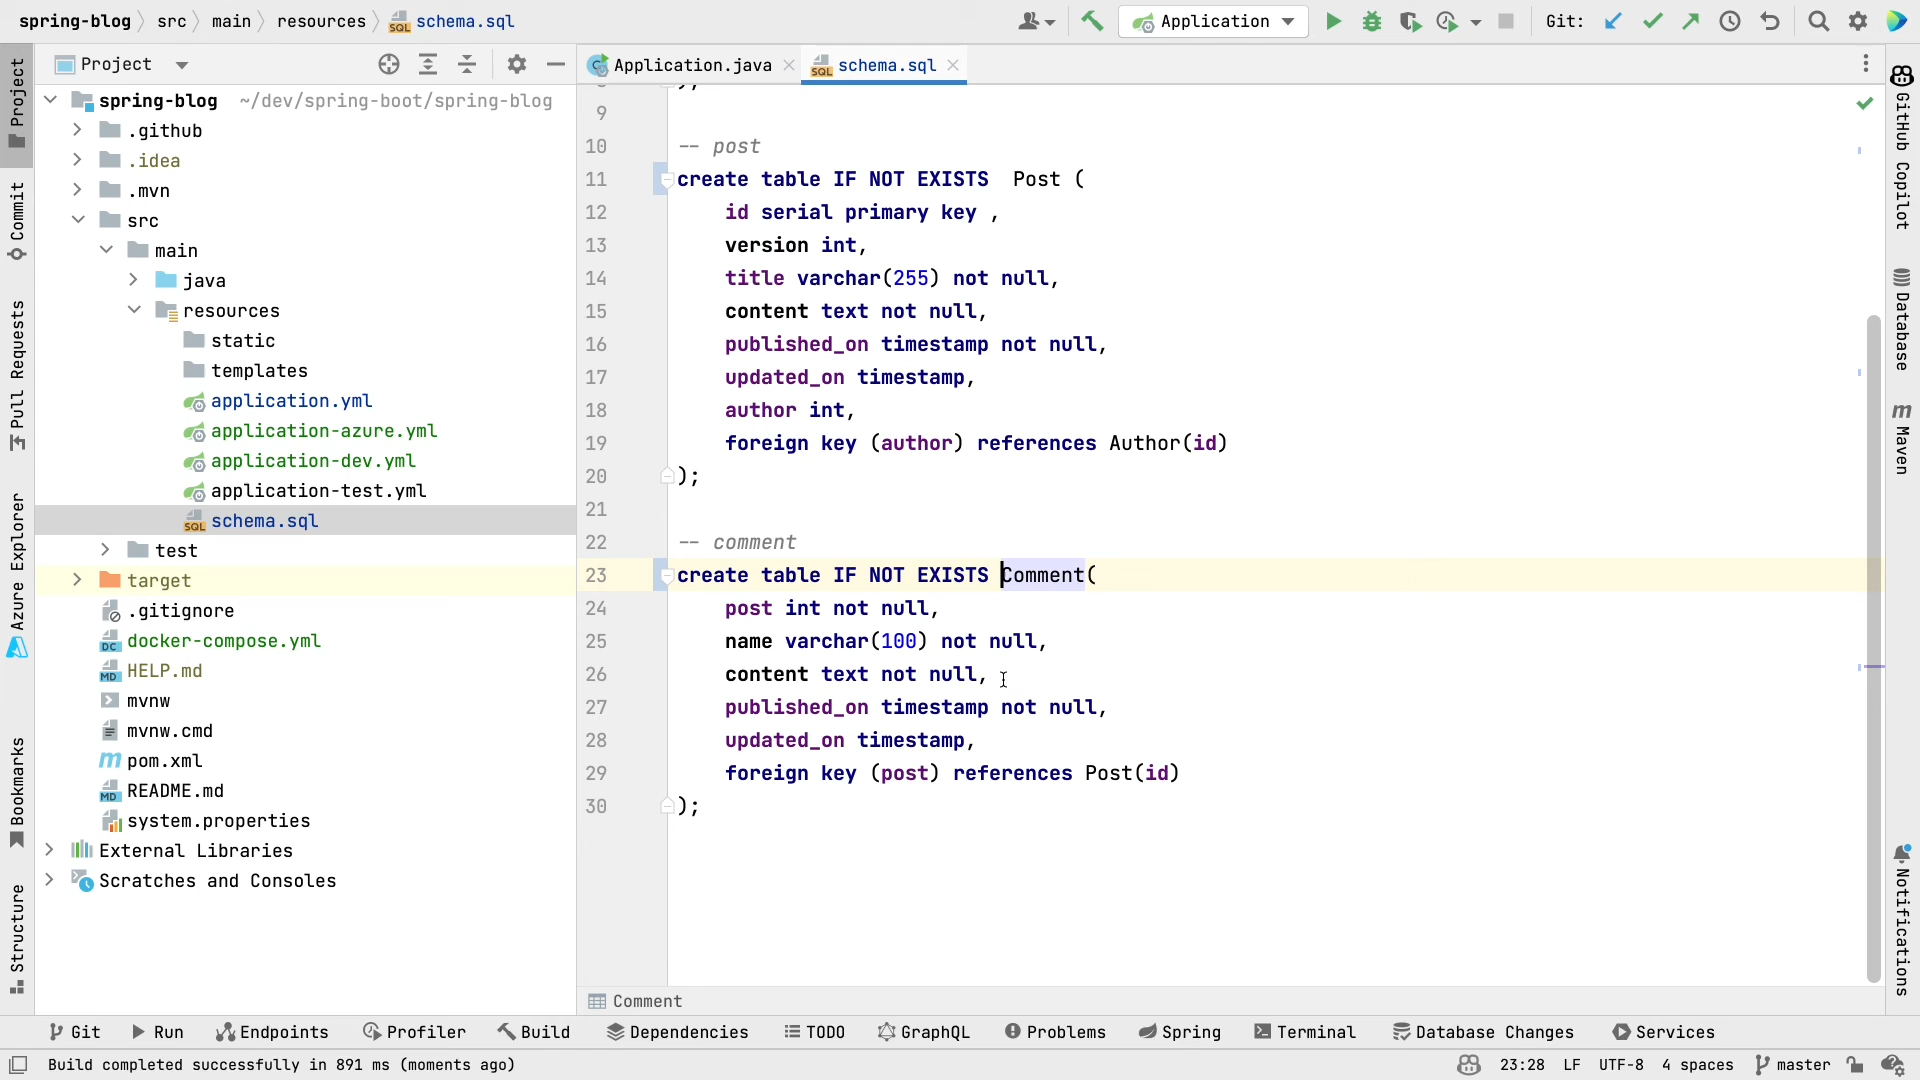 spring-blog src main resources schema.sql
Application
Git:
Project
Application.java
schema.sql
Project
Commit
Pull Requests
Azure Explorer
Bookmarks
Structure
spring-blog ~/dev/spring-boot/spring-blog
.github
.idea
.mvn
src
main
java
resources
static
templates
application.yml
application-azure.yml
application-dev.yml
application-test.yml
schema.sql
test
target
.gitignore
docker-compose.yml
HELP.md
mvnw
mvnw.cmd
pom.xml
README.md
system.properties
External Libraries
Scratches and Consoles
9
10 -- post
11 create table IF NOT EXISTS  Post (
12 id serial primary key ,
13 version int,
14 title varchar(255) not null,
15 content text not null,
16 published_on timestamp not null,
17 updated_on timestamp,
18 author int,
19 foreign key (author) references Author(id)
20 );
21
22 -- comment
23 create table IF NOT EXISTS Comment(
24 post int not null,
25 name varchar(100) not null,
26 content text not null,
27 published_on timestamp not null,
28 updated_on timestamp,
29 foreign key (post) references Post(id)
30 );
Comment
GitHub Copilot
Database
Maven
Notifications
Git Run Endpoints Profiler Build Dependencies TODO GraphQL Problems Spring Terminal Database Changes Services
Build completed successfully in 891 ms (moments ago)
23:28 LF UTF-8 4 spaces master